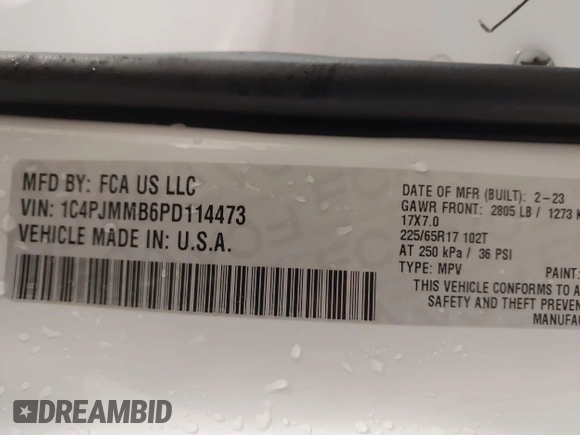 MFD BY: FCA US LLC
VIN: 1C4PJMMB6PD114473
VEHICLE MADE IN: U.S.A.
DATE OF MFR (BUILT): 2-23
GAWR FRONT: 2805 LB / 1273 K
17X7.0
225/65R17 102T
AT 250 kPa / 36 PSI
TYPE: MPV PAINT:
THIS VEHICLE CONFORMS TO A
SAFETY AND THEFT PREVEN
MANUFA
DREAMBID